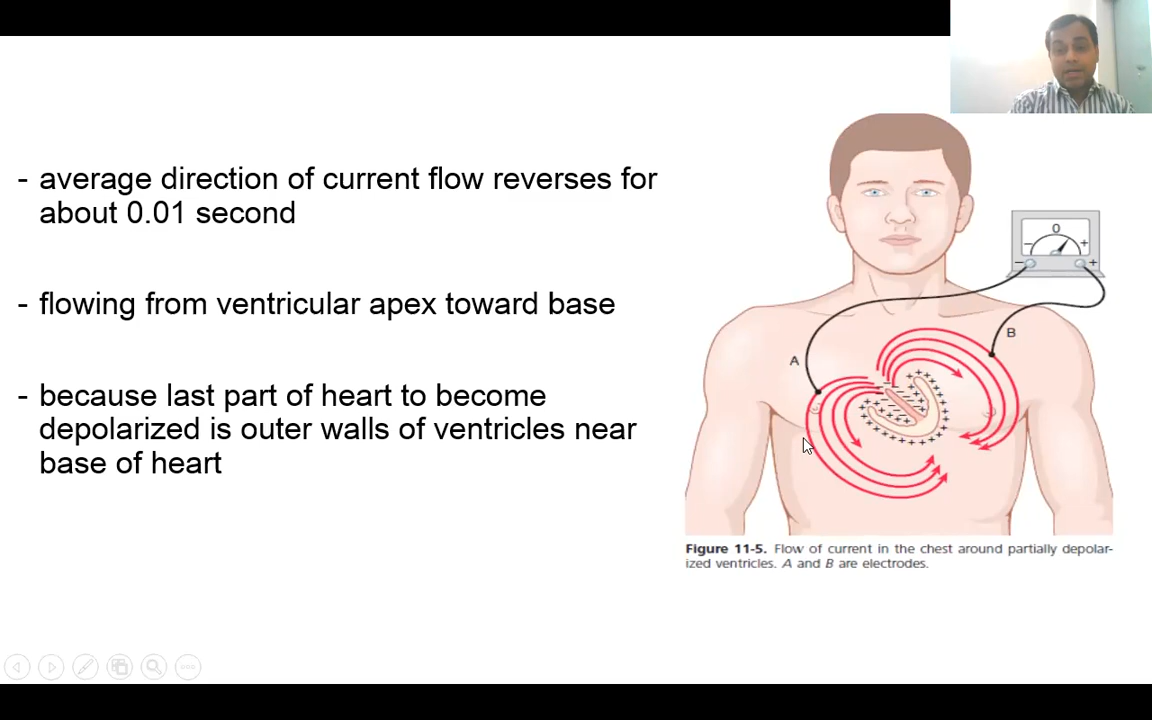 - average direction of current flow reverses for
about 0.01 second
- flowing from ventricular apex toward base
- because last part of heart to become
depolarized is outer walls of ventricles near
base of heart
0
− +
− +
A
B
Figure 11-5. Flow of current in the chest around partially depolar-
ized ventricles. A and B are electrodes.